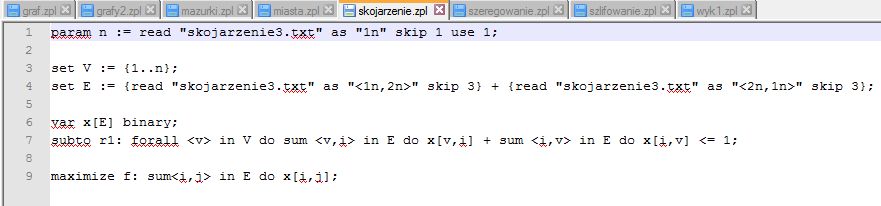 graf.zpl grafy2.zpl mazurki.zpl miasta.zpl skojarzenie.zpl szeregowanie.zpl szlifowanie.zpl wyk1.zpl
1 param n := read "skojarzenie3.txt" as "1n" skip 1 use 1;
2
3 set V := {1..n};
4 set E := {read "skojarzenie3.txt" as "<1n,2n>" skip 3} + {read "skojarzenie3.txt" as "<2n,1n>" skip 3};
5
6 var x[E] binary;
7 subto r1: forall <v> in V do sum <v,i> in E do x[v,i] + sum <i,v> in E do x[i,v] <= 1;
8
9 maximize f: sum<i,j> in E do x[i,j];